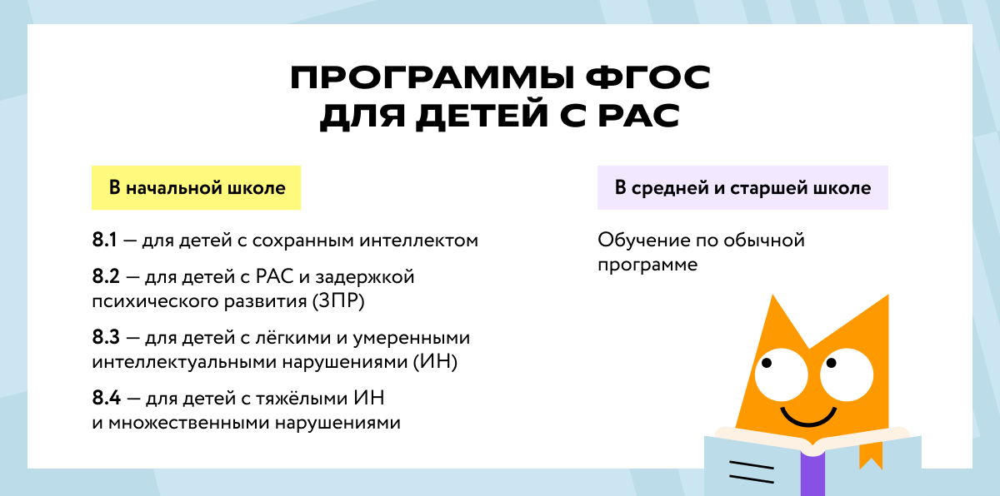 ПРОГРАММЫ ФГОС
ДЛЯ ДЕТЕЙ С РАС
В начальной школе
8.1 — для детей с сохранным интеллектом
8.2 — для детей с РАС и задержкой
психического развития (ЗПР)
8.3 — для детей с лёгкими и умеренными
интеллектуальными нарушениями (ИН)
8.4 — для детей с тяжёлыми ИН
и множественными нарушениями
В средней и старшей школе
Обучение по обычной
программе